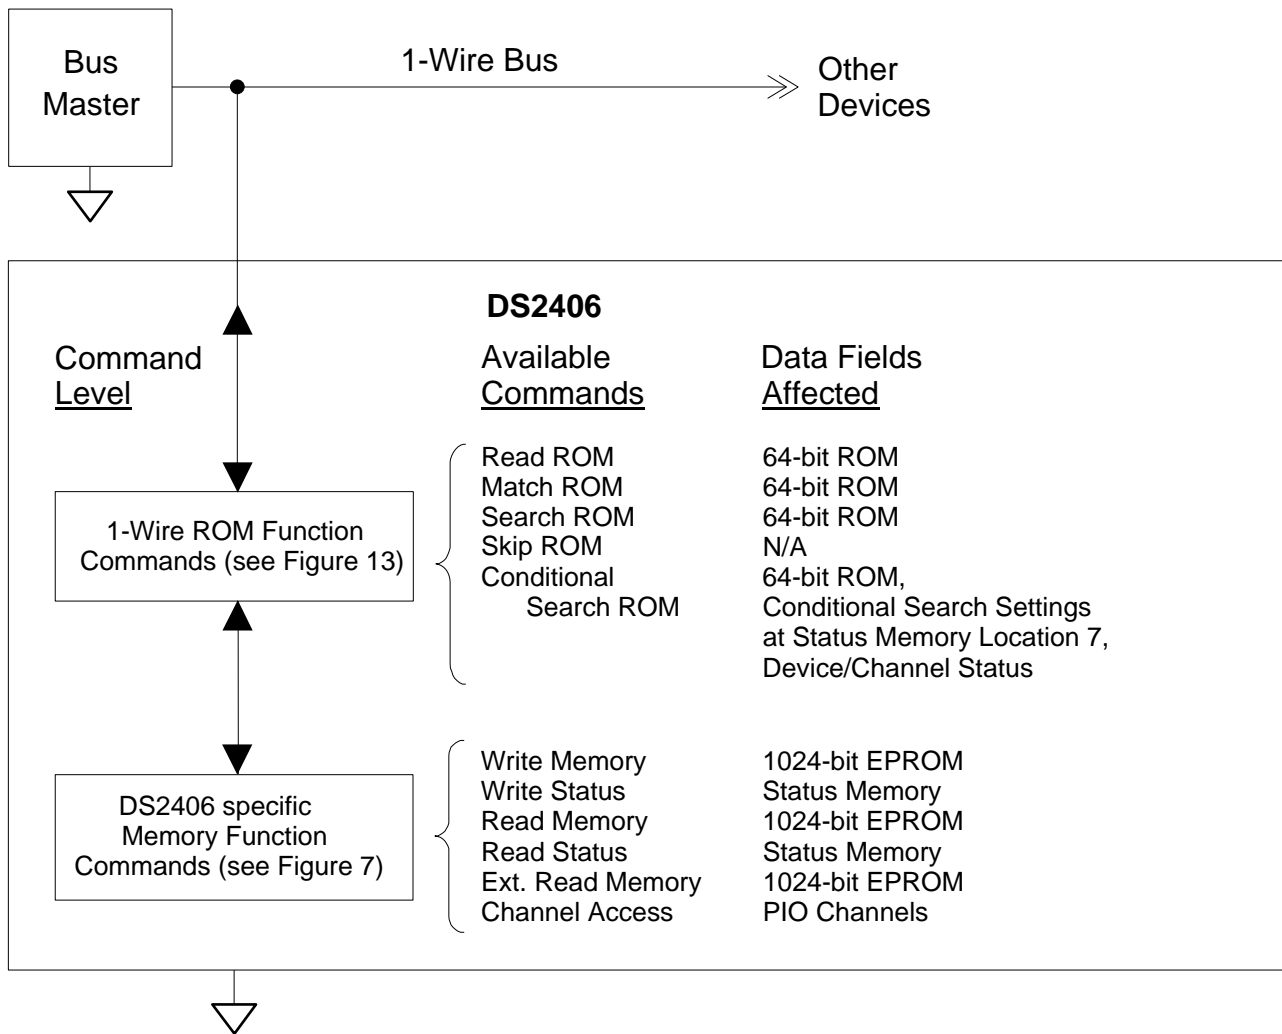 Bus
Master
1-Wire Bus
Other
Devices
DS2406
Command
Level
Available
Commands
Data Fields
Affected
1-Wire ROM Function
Commands (see Figure 13)
Read ROM 64-bit ROM
Match ROM 64-bit ROM
Search ROM 64-bit ROM
Skip ROM N/A
Conditional 64-bit ROM,
Search ROM Conditional Search Settings
at Status Memory Location 7,
Device/Channel Status
DS2406 specific
Memory Function
Commands (see Figure 7)
Write Memory 1024-bit EPROM
Write Status Status Memory
Read Memory 1024-bit EPROM
Read Status Status Memory
Ext. Read Memory 1024-bit EPROM
Channel Access PIO Channels